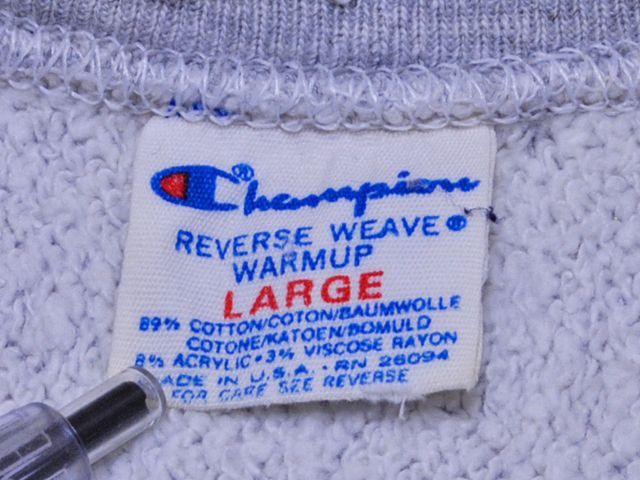 Champion®
REVERSE WEAVE®
WARMUP
LARGE
89% COTTON/COTON/BAUMWOLLE
COTONE/KATOEN/BOMULD
8% ACRYLIC • 3% VISCOSE RAYON
MADE IN U.S.A. • RN 26094
FOR CARE SEE REVERSE